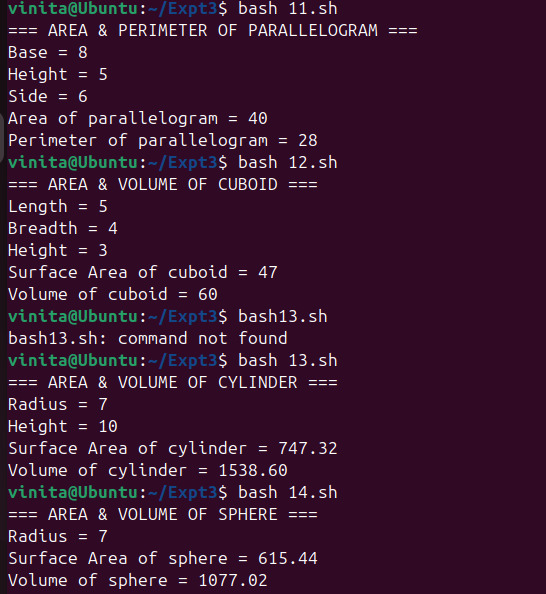 vinita@Ubuntu:~/Expt3$ bash 11.sh
=== AREA & PERIMETER OF PARALLELOGRAM ===
Base = 8
Height = 5
Side = 6
Area of parallelogram = 40
Perimeter of parallelogram = 28
vinita@Ubuntu:~/Expt3$ bash 12.sh
=== AREA & VOLUME OF CUBOID ===
Length = 5
Breadth = 4
Height = 3
Surface Area of cuboid = 47
Volume of cuboid = 60
vinita@Ubuntu:~/Expt3$ bash13.sh
bash13.sh: command not found
vinita@Ubuntu:~/Expt3$ bash 13.sh
=== AREA & VOLUME OF CYLINDER ===
Radius = 7
Height = 10
Surface Area of cylinder = 747.32
Volume of cylinder = 1538.60
vinita@Ubuntu:~/Expt3$ bash 14.sh
=== AREA & VOLUME OF SPHERE ===
Radius = 7
Surface Area of sphere = 615.44
Volume of sphere = 1077.02